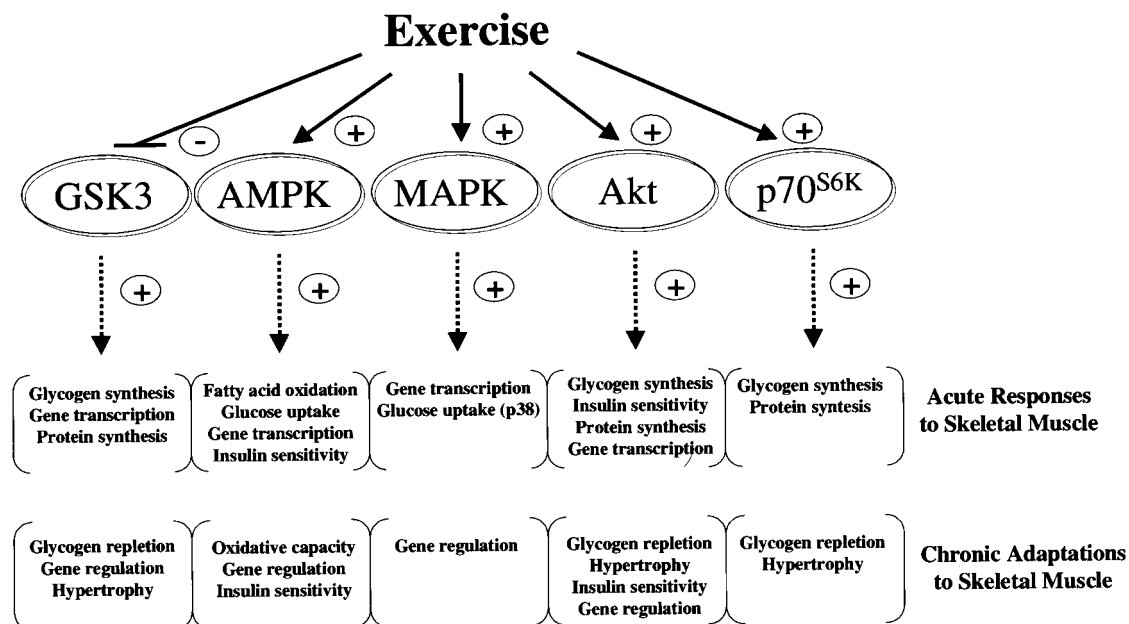 Exercise
-
+
+
+
+
GSK3
AMPK
MAPK
Akt
p70S6K
+
+
+
+
+
Glycogen synthesis
Gene transcription
Protein synthesis
Fatty acid oxidation
Glucose uptake
Gene transcription
Insulin sensitivity
Gene transcription
Glucose uptake (p38)
Glycogen synthesis
Insulin sensitivity
Protein synthesis
Gene transcription
Glycogen synthesis
Protein syntesis
Acute Responses
to Skeletal Muscle
Glycogen repletion
Gene regulation
Hypertrophy
Oxidative capacity
Gene regulation
Insulin sensitivity
Gene regulation
Glycogen repletion
Hypertrophy
Insulin sensitivity
Gene regulation
Glycogen repletion
Hypertrophy
Chronic Adaptations
to Skeletal Muscle